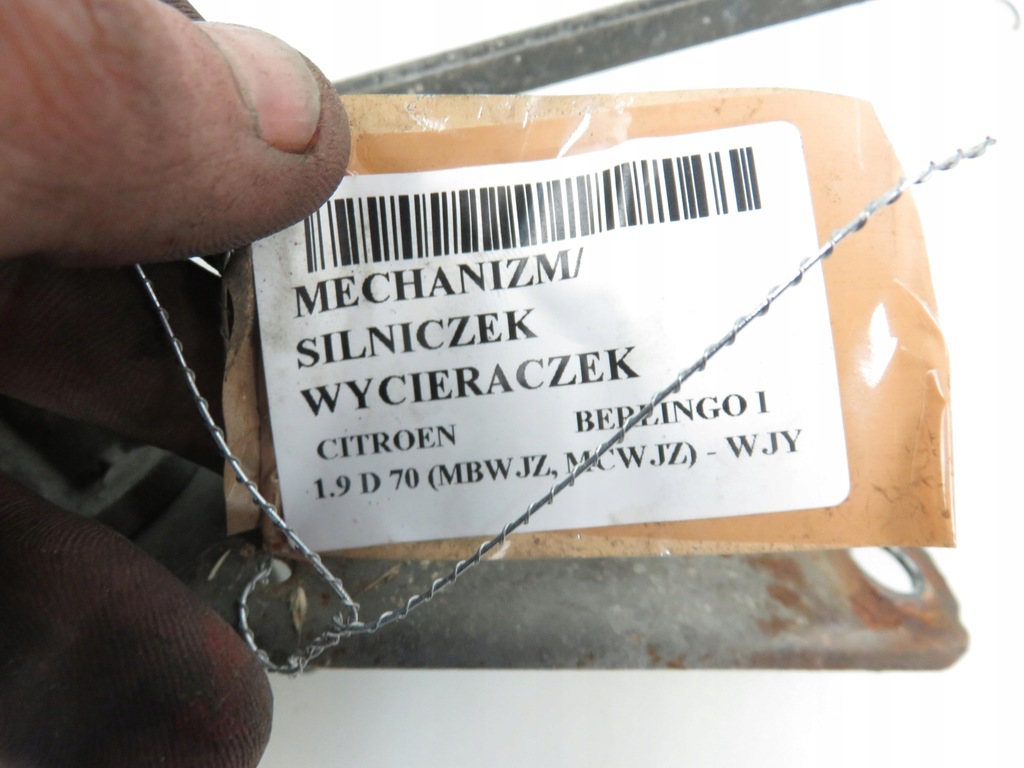 MECHANIZM/
SILNICZEK
WYCIERACZEK
CITROEN BERLINGO I
1.9 D 70 (MBWJZ, MCWJZ) - WJY